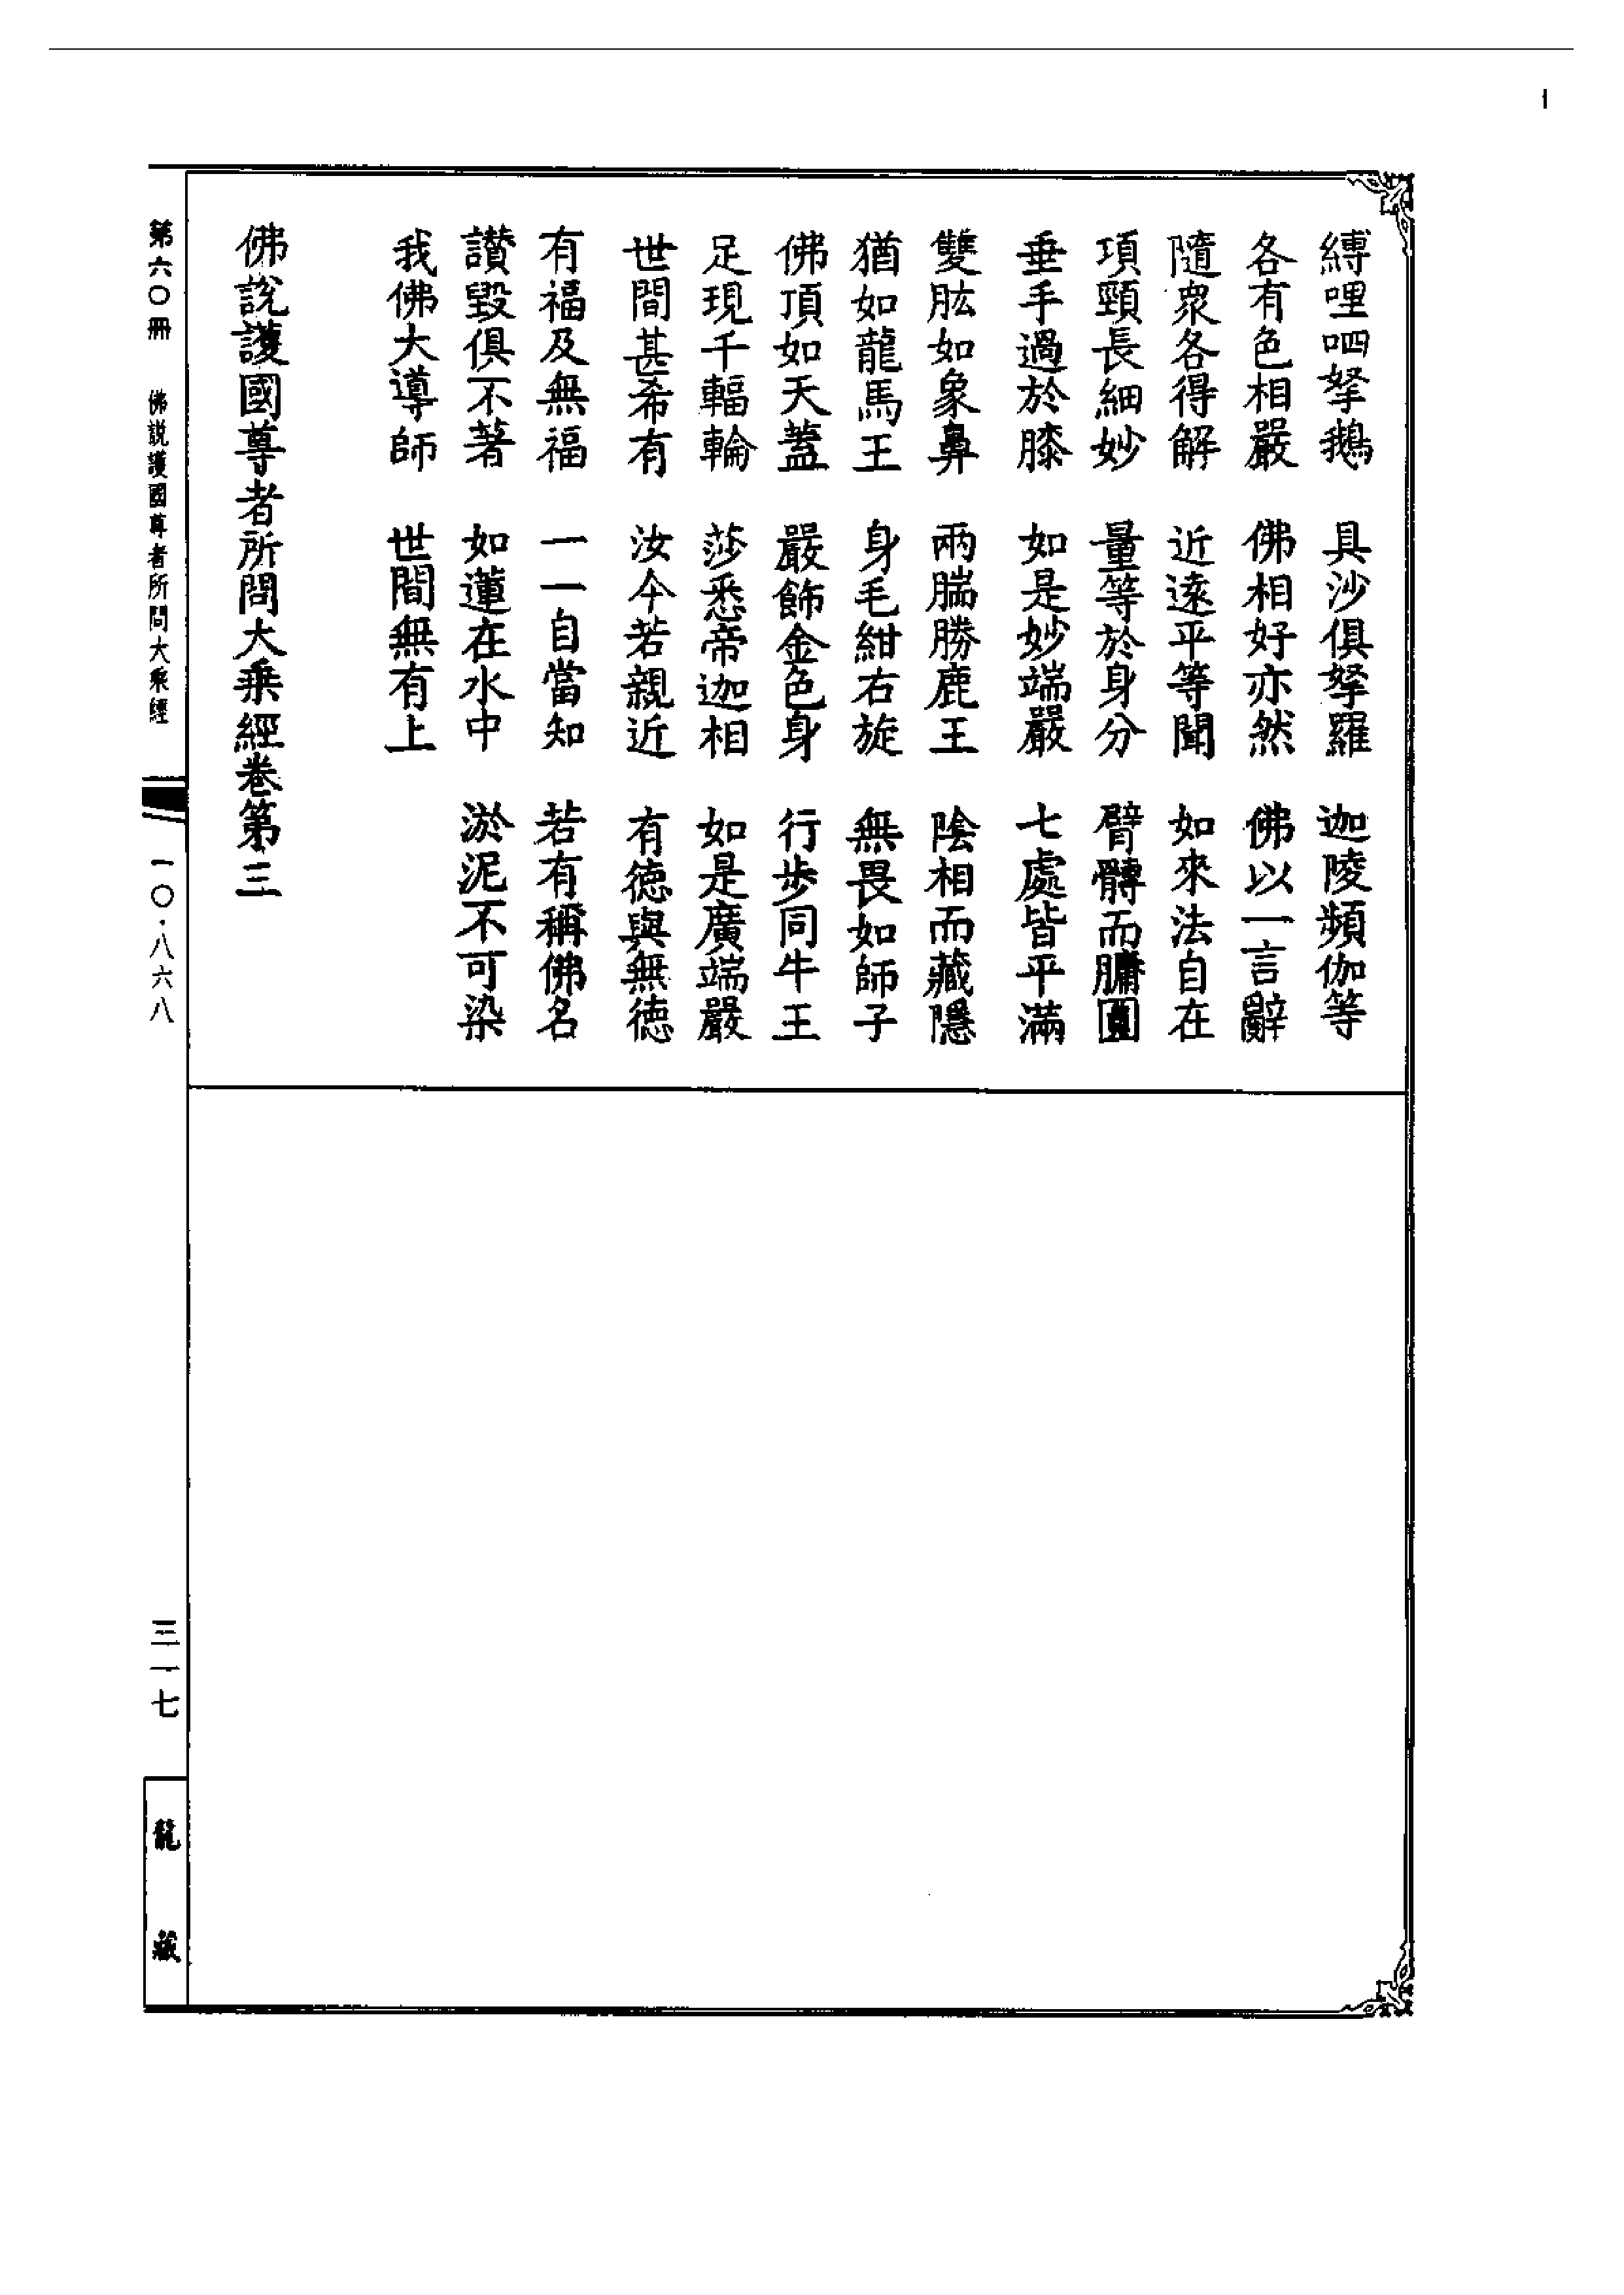 縛哩呬拏鵝　具沙俱拏羅　迦陵頻伽等
各有色相嚴　佛相好亦然　佛以一言辭
隨衆各得解　近遠平等聞　如來法自在
項頸長細妙　量等於身分　臂髆而𦟛圓
垂手過於膝　如是妙端嚴　七處皆平滿
雙肱如象鼻　兩腨勝鹿王　陰相而藏隱
猶如龍馬王　身毛紺右旋　無畏如師子
佛頂如天蓋　嚴飾金色身　行步同牛王
足現千輻輪　莎悉帝迦相　如是廣端嚴
世間甚希有　汝今若親近　有德與無德
有福及無福　一一自當知　若有稱佛名
讚毀俱不著　如蓮在水中　淤泥不可染
我佛大導師　世間無有上
佛說護國尊者所問大乘經卷第三
第六〇冊　佛説護國尊者所問大乘經　一〇·八六八　三一七　龍藏